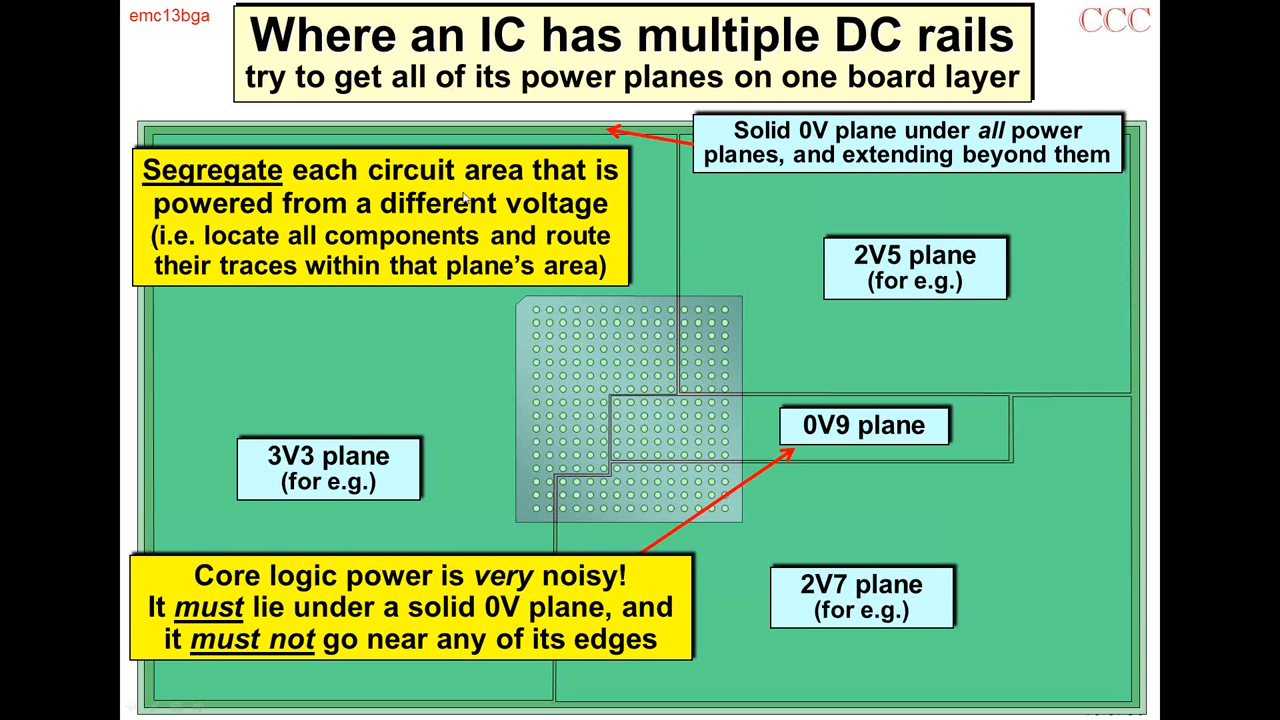 emc13bga
Where an IC has multiple DC rails
try to get all of its power planes on one board layer
CCC
Solid 0V plane under all power
planes, and extending beyond them
Segregate each circuit area that is
powered from a different voltage
(i.e. locate all components and route
their traces within that plane's area)
2V5 plane
(for e.g.)
0V9 plane
3V3 plane
(for e.g.)
Core logic power is very noisy!
It must lie under a solid 0V plane, and
it must not go near any of its edges
2V7 plane
(for e.g.)